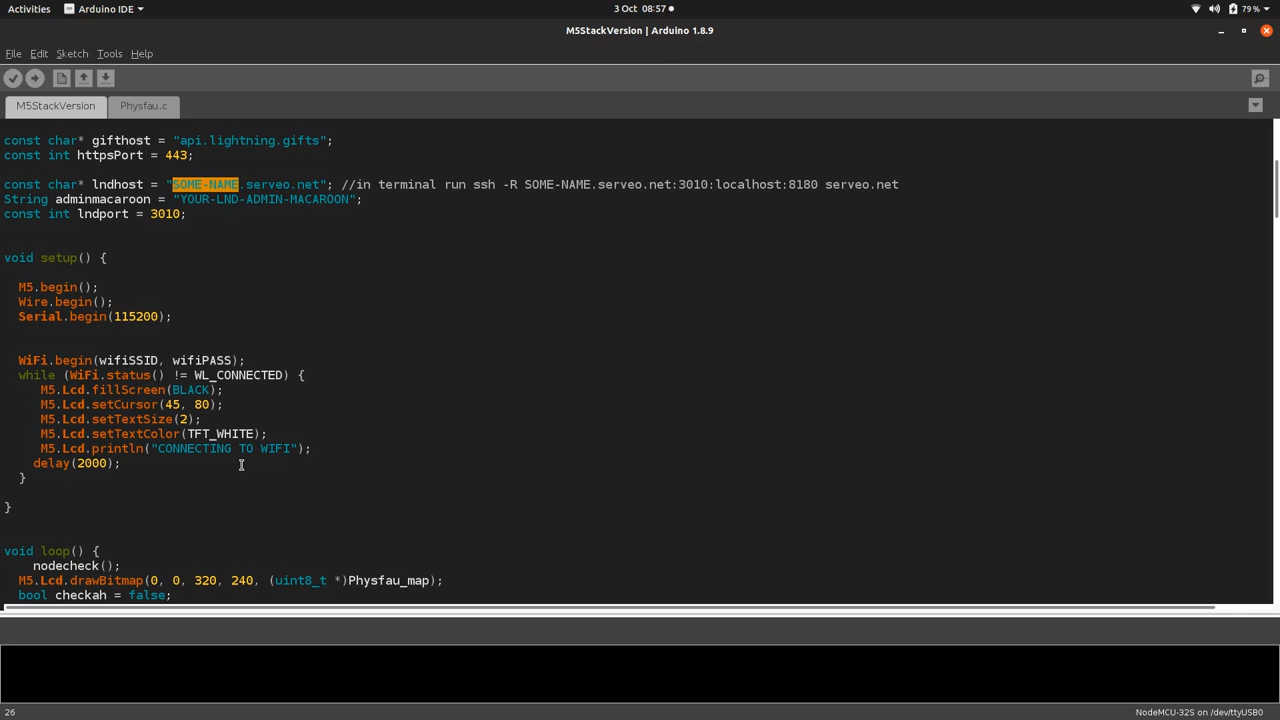 Activities Arduino IDE 3 Oct 08:57 79%
M5StackVersion | Arduino 1.8.9
File Edit Sketch Tools Help
M5StackVersion Physfau.c
const char* gifthost = "api.lightning.gifts";
const int httpsPort = 443;
const char* lndhost = "SOME-NAME.serveo.net"; //in terminal run ssh -R SOME-NAME.serveo.net:3010:localhost:8180 serveo.net
String adminmacaroon = "YOUR-LND-ADMIN-MACAROON";
const int lndport = 3010;
void setup() {
M5.begin();
Wire.begin();
Serial.begin(115200);
WiFi.begin(wifiSSID, wifiPASS);
while (WiFi.status() != WL_CONNECTED) {
M5.Lcd.fillScreen(BLACK);
M5.Lcd.setCursor(45, 80);
M5.Lcd.setTextSize(2);
M5.Lcd.setTextColor(TFT_WHITE);
M5.Lcd.println("CONNECTING TO WIFI");
delay(2000);
}
}
void loop() {
nodecheck();
M5.Lcd.drawBitmap(0, 0, 320, 240, (uint8_t *)Physfau_map);
bool checkah = false;
26 NodeMCU-32S on /dev/ttyUSB0